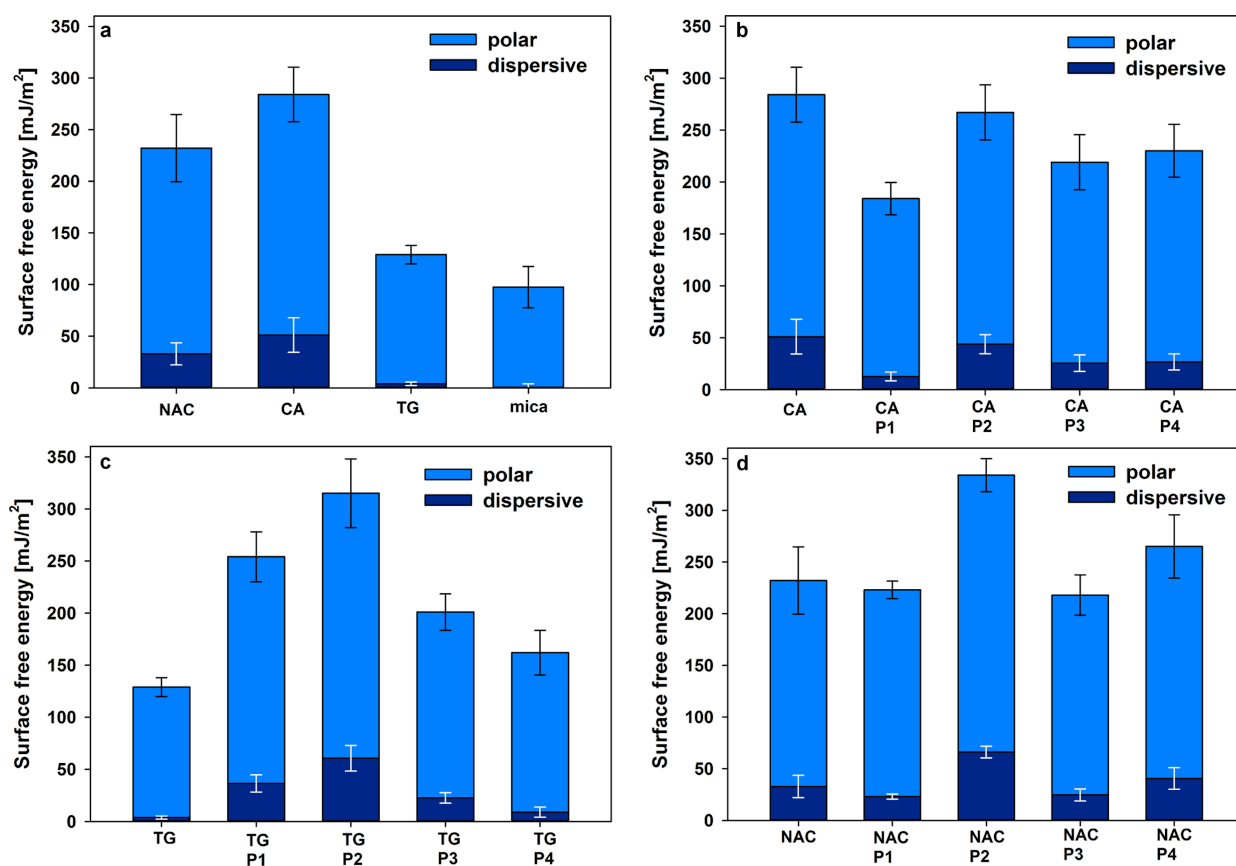 a
polar
dispersive
Surface free energy [mJ/m²]
350
300
250
200
150
100
50
0
NAC CA TG mica
b
polar
dispersive
Surface free energy [mJ/m²]
350
300
250
200
150
100
50
0
CA CA CA CA CA
P1 P2 P3 P4
c
polar
dispersive
Surface free energy [mJ/m²]
350
300
250
200
150
100
50
0
TG TG TG TG TG
P1 P2 P3 P4
d
polar
dispersive
Surface free energy [mJ/m²]
350
300
250
200
150
100
50
0
NAC NAC NAC NAC NAC
P1 P2 P3 P4